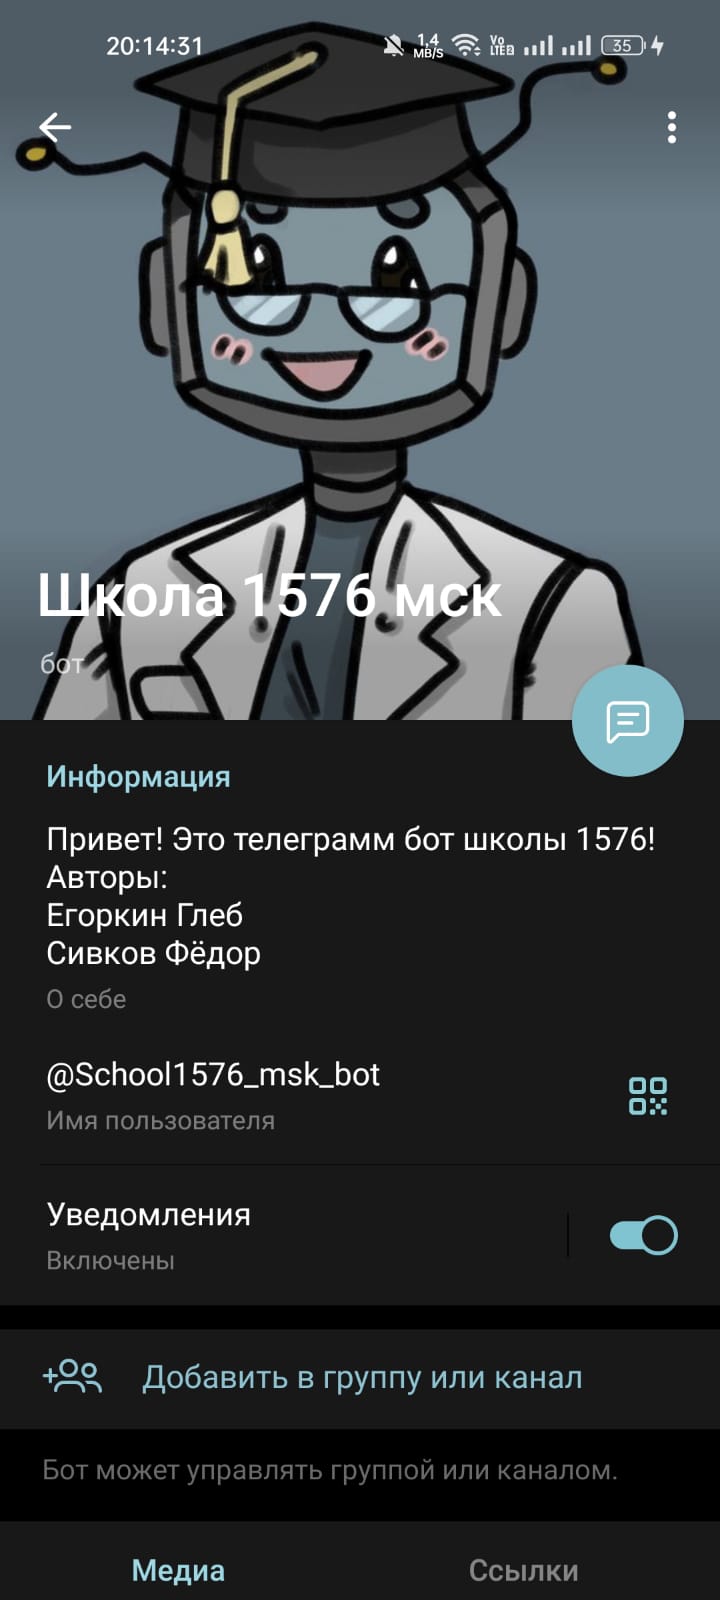 20:14:31 1,4 MB/S Vo LTE2 35
Школа 1576 мск
бот
Информация
Привет! Это телеграмм бот школы 1576!
Авторы:
Егоркин Глеб
Сивков Фёдор
О себе
@School1576_msk_bot
Имя пользователя
Уведомления
Включены
Добавить в группу или канал
Бот может управлять группой или каналом.
Медиа Ссылки